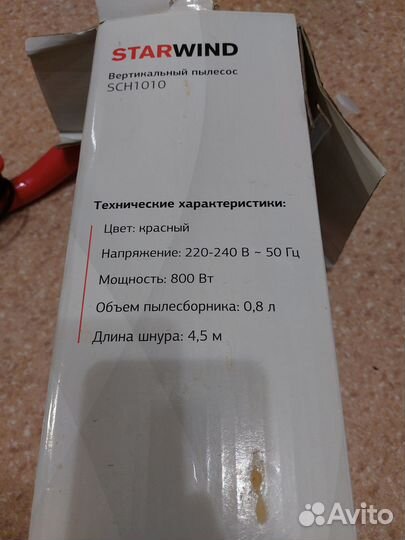 STARWIND
Вертикальный пылесос
SCH1010
Технические характеристики:
Цвет: красный
Напряжение: 220-240 В ~ 50 Гц
Мощность: 800 Вт
Объем пылесборника: 0,8 л
Длина шнура: 4,5 м
Avito